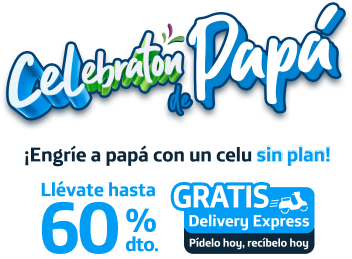 Celebratón
de Papá
¡Engríe a papá con un celu sin plan!
Llévate hasta
60 % dto.
GRATIS
Delivery Express
Pídelo hoy, recíbelo hoy